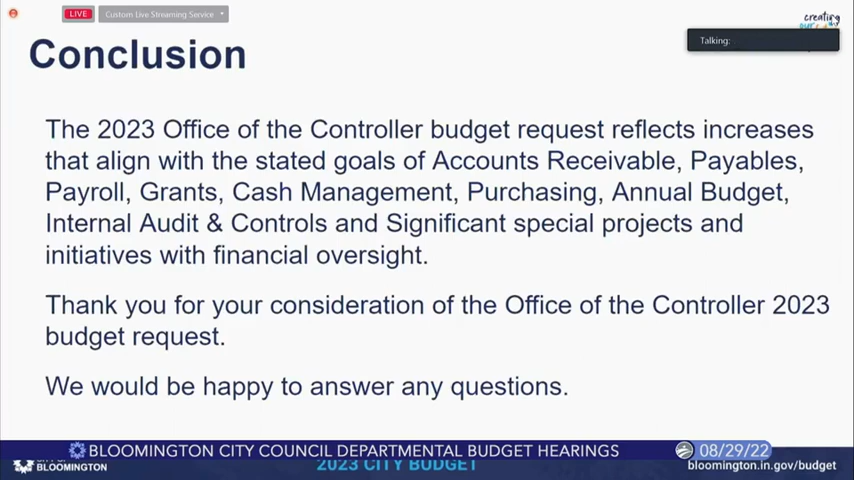 LIVE
Custom Live Streaming Service
creating
Talking:
Conclusion
The 2023 Office of the Controller budget request reflects increases
that align with the stated goals of Accounts Receivable, Payables,
Payroll, Grants, Cash Management, Purchasing, Annual Budget,
Internal Audit & Controls and Significant special projects and
initiatives with financial oversight.
Thank you for your consideration of the Office of the Controller 2023
budget request.
We would be happy to answer any questions.
BLOOMINGTON CITY COUNCIL DEPARTMENTAL BUDGET HEARINGS
08/29/22
BLOOMINGTON
2023 CITY BUDGET
bloomington.in.gov/budget